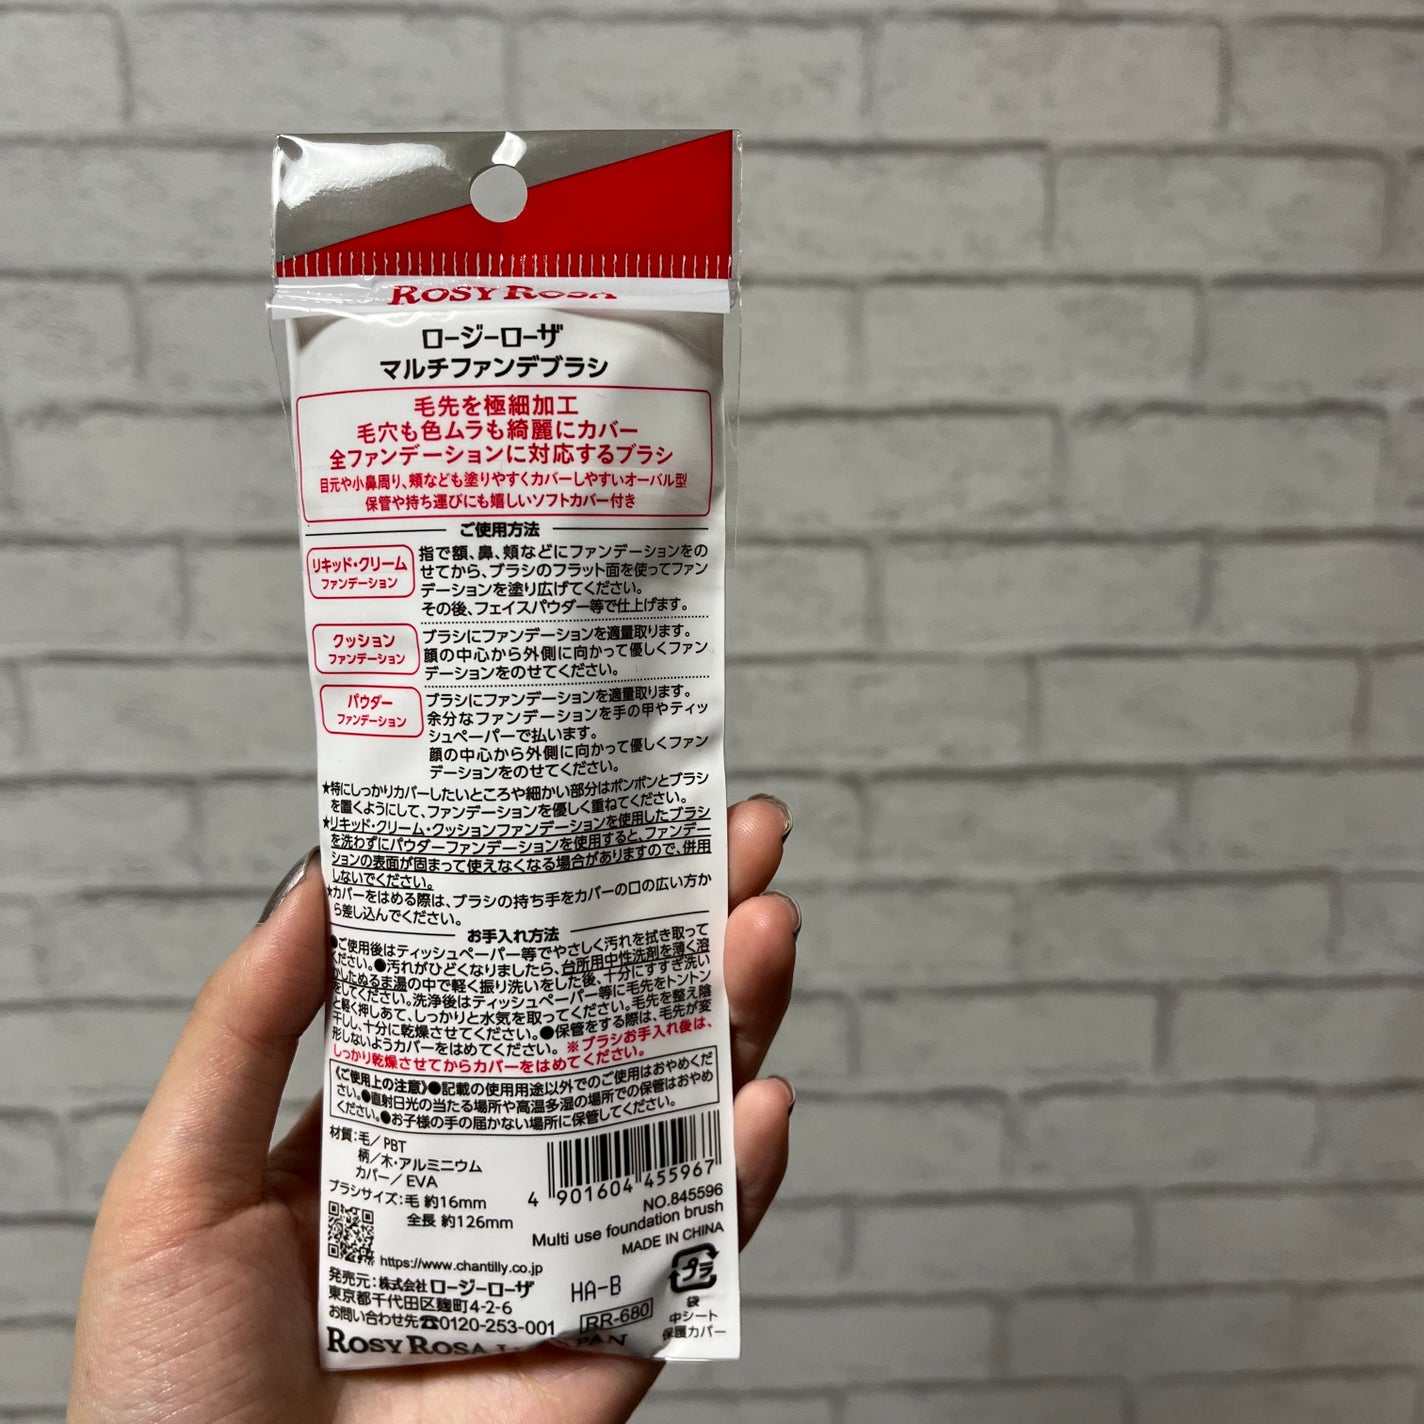 ROSY ROSA
ロージーローザ
マルチファンデブラシ
毛先を極細加工
毛穴も色ムラも綺麗にカバー
全ファンデーションに対応するブラシ
目元や小鼻周り、頬なども塗りやすくカバーしやすいオーバル型
保管や持ち運びにも嬉しいソフトカバー付き
ご使用方法
リキッド・クリーム
ファンデーション
指で額、鼻、頬などにファンデーションをの
せてから、ブラシのフラット面を使ってファン
デーションを塗り広げてください。
その後、フェイスパウダー等で仕上げます。
クッション
ファンデーション
ブラシにファンデーションを適量取ります。
顔の中心から外側に向かって優しくファン
デーションをのせてください。
パウダー
ファンデーション
ブラシにファンデーションを適量取ります。
余分なファンデーションを手の甲やティッ
シュペーパーで払います。
顔の中心から外側に向かって優しくファン
デーションをのせてください。
★特にしっかりカバーしたいところや細かい部分はポンポンとブラシ
を置くようにして、ファンデーションを優しく重ねてください。
★リキッド・クリーム・クッションファンデーションを使用したブラシ
を洗わずにパウダーファンデーションを使用すると、ファンデー
ションの表面が固まって使えなくなる場合がありますので、併用
しないでください。
★カバーをはめる際は、ブラシの持ち手をカバーの口の広い方か
ら差し込んでください。
お手入れ方法
●ご使用後はティッシュペーパー等でやさしく汚れを拭き取って
ください。●汚れがひどくなりましたら、台所用中性洗剤を薄く溶
かしためるま湯の中で軽く振り洗いをした後、十分にすすぎ洗い
をしてください。洗浄後はティッシュペーパー等に毛先をトントン
と軽く押しあて、しっかりと水気を取ってください。毛先を整え陰
干しし、十分に乾燥させてください。●保管をする際は、毛先が変
形しないようカバーをはめてください。※ブラシお手入れ後は、
しっかり乾燥させてからカバーをはめてください。
《ご使用上の注意》●記載の使用用途以外でのご使用はおやめくだ
さい。●直射日光の当たる場所や高温多湿の場所での保管はおやめ
ください。●お子様の手の届かない場所に保管してください。
材質:毛/PBT
柄/木・アルミニウム
カバー/EVA
ブラシサイズ:毛 約16mm
全長 約126mm
4 901604 455967
NO.845596
Multi use foundation brush
MADE IN CHINA
https://www.chantilly.co.jp
発売元:株式会社ロージーローザ
東京都千代田区麹町4-2-6
お問い合わせ先☎0120-253-001
HA-B
RR-680
プラ
袋
中シート
保護カバー
ROSY ROSA